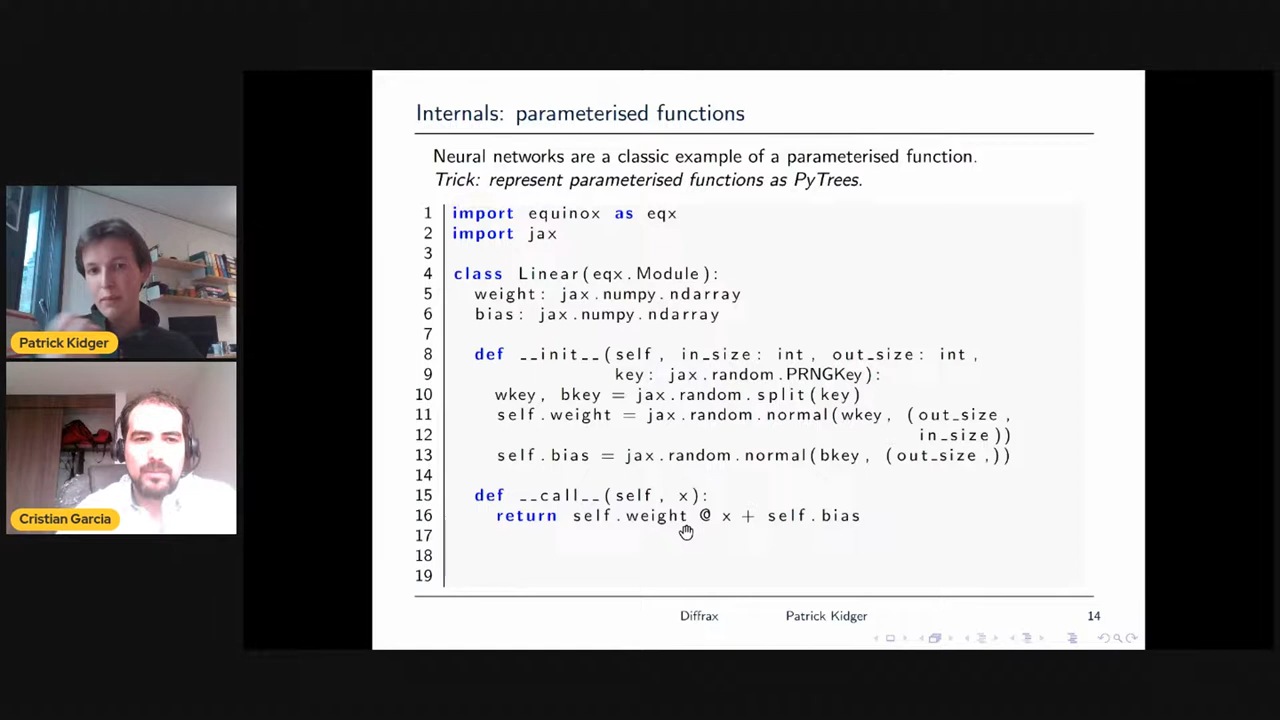 Internals: parameterised functions
Neural networks are a classic example of a parameterised function.
Trick: represent parameterised functions as PyTrees.
1 import equinox as eqx
2 import jax
3
4 class Linear(eqx.Module):
5 weight: jax.numpy.ndarray
6 bias: jax.numpy.ndarray
7
8 def __init__(self, in_size: int, out_size: int,
9 key: jax.random.PRNGKey):
10 wkey, bkey = jax.random.split(key)
11 self.weight = jax.random.normal(wkey, (out_size,
12 in_size))
13 self.bias = jax.random.normal(bkey, (out_size,))
14
15 def __call__(self, x):
16 return self.weight @ x + self.bias
17
18
19
Diffrax Patrick Kidger 14
Patrick Kidger
Cristian Garcia